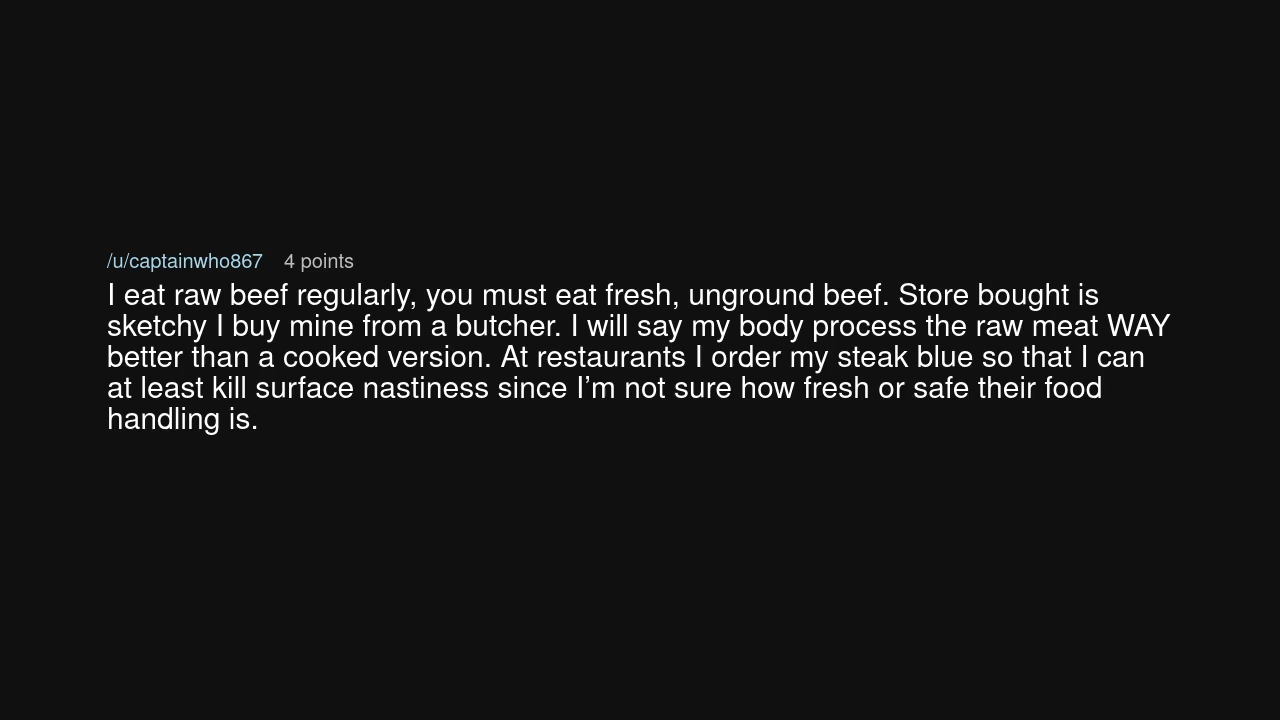 /u/captainwho867 4 points
I eat raw beef regularly, you must eat fresh, unground beef. Store bought is
sketchy I buy mine from a butcher. I will say my body process the raw meat WAY
better than a cooked version. At restaurants I order my steak blue so that I can
at least kill surface nastiness since I’m not sure how fresh or safe their food
handling is.